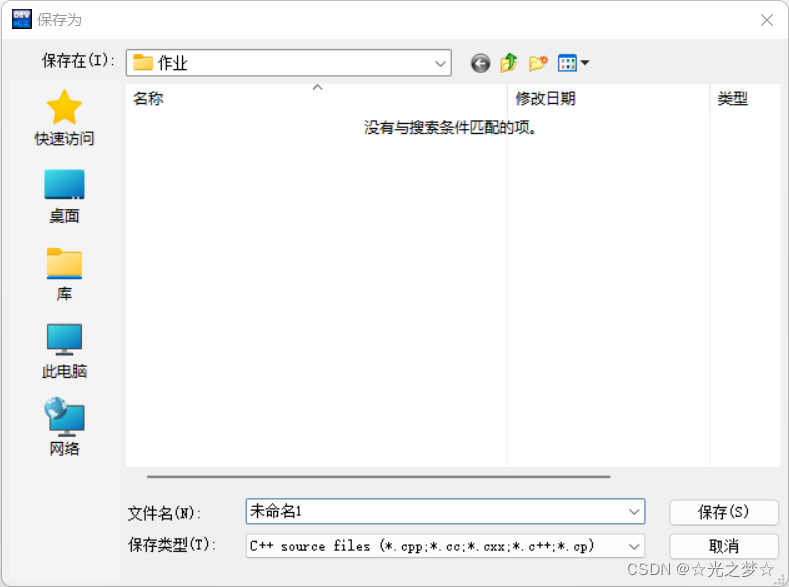 DEV
保存为
保存在(I):
作业
名称
修改日期
类型
没有与搜索条件匹配的项。
快速访问
桌面
库
此电脑
网络
文件名(N):
未命名1
保存(S)
保存类型(T):
C++ source files (*.cpp;*.cc;*.cxx;*.c++;*.cp)
取消
CSDN @☆光之梦☆